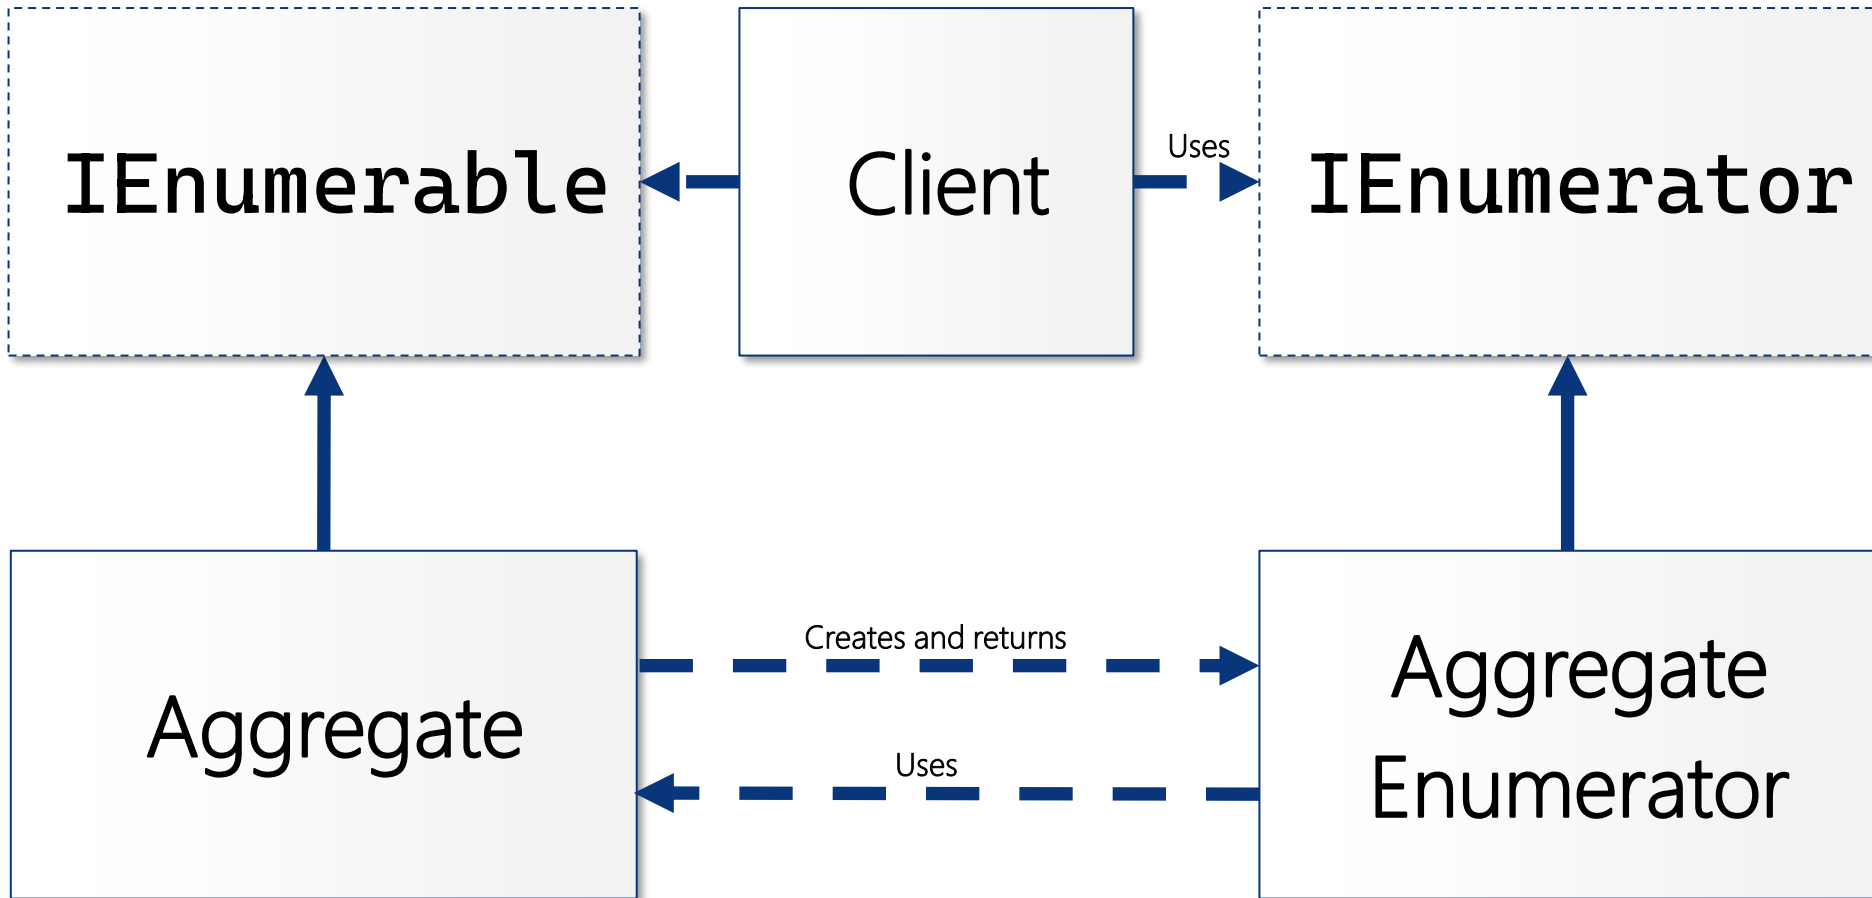 IEnumerable
Client
Uses
IEnumerator
Creates and returns
Aggregate
Uses
Aggregate
Enumerator